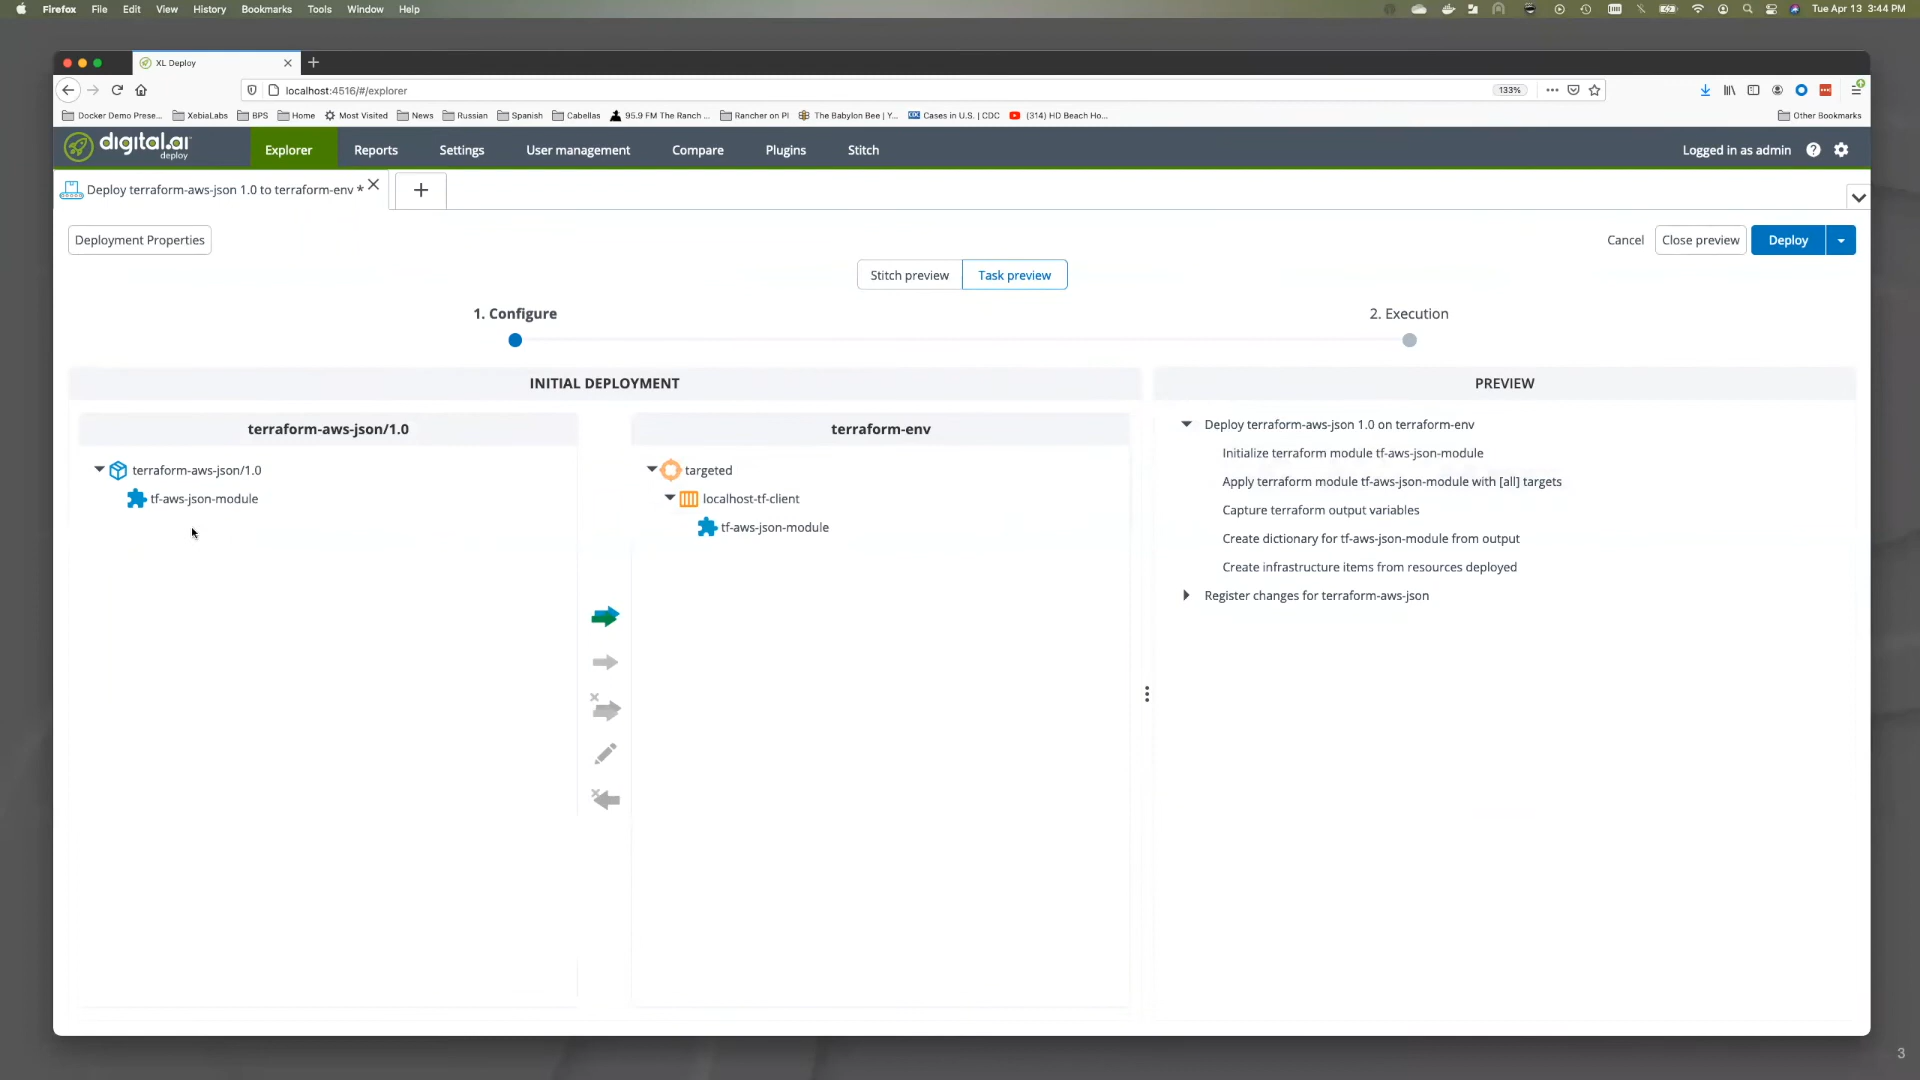 Firefox File Edit View History Bookmarks Tools Window Help Tue Apr 13 3:44 PM
XL Deploy
localhost:4516/#/explorer 133%
Docker Demo Prese... XebiaLabs BPS Home Most Visited News Russian Spanish Cabellas 95.9 FM The Ranch ... Rancher on PI The Babylon Bee | Y... Cases in U.S. | CDC (314) HD Beach Ho... Other Bookmarks
digital.ai
deploy
Explorer Reports Settings User management Compare Plugins Stitch Logged in as admin
Deploy terraform-aws-json 1.0 to terraform-env *
Deployment Properties Cancel Close preview Deploy
Stitch preview Task preview
1. Configure 2. Execution
INITIAL DEPLOYMENT PREVIEW
terraform-aws-json/1.0 terraform-env
Deploy terraform-aws-json 1.0 on terraform-env
Initialize terraform module tf-aws-json-module
terraform-aws-json/1.0 targeted
Apply terraform module tf-aws-json-module with [all] targets
tf-aws-json-module localhost-tf-client
Capture terraform output variables
tf-aws-json-module
Create dictionary for tf-aws-json-module from output
Create infrastructure items from resources deployed
Register changes for terraform-aws-json
3